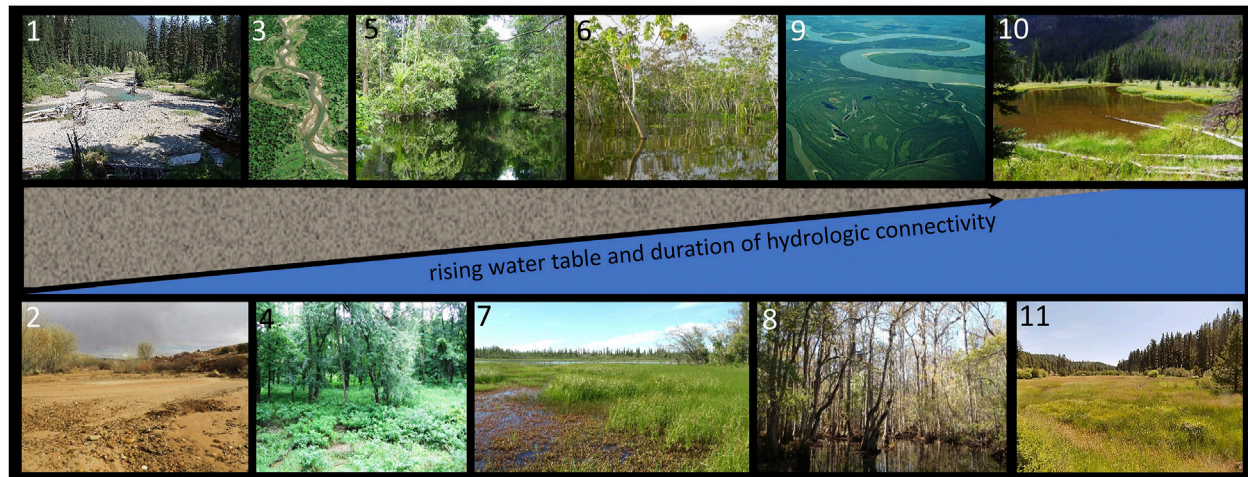 1 3 5 6 9 10
rising water table and duration of hydrologic connectivity
2 4 7 8 11